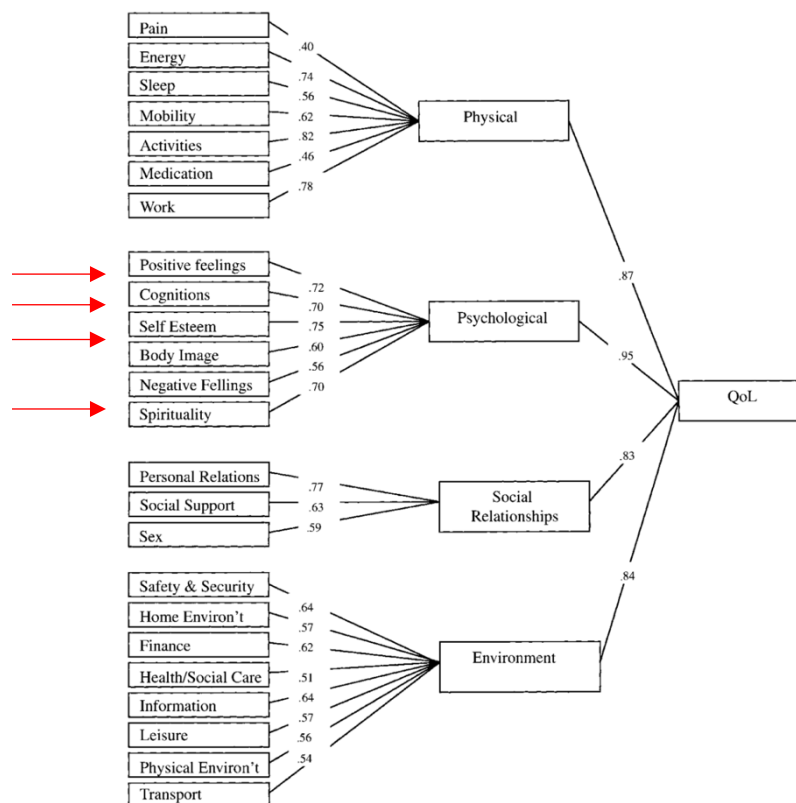 Pain
.40
Energy
.74
Sleep
.56
Mobility
.62
Activities
.82
Medication
.46
Work
.78
Physical
Positive feelings
.72
Cognitions
.70
Self Esteem
.75
Body Image
.60
Negative Fellings
.56
Spirituality
.70
Psychological
.87
.95
QoL
Personal Relations
.77
Social Support
.63
Sex
.59
Social
Relationships
.83
Safety & Security
.64
Home Environ't
.57
Finance
.62
Health/Social Care
.51
Information
.64
Leisure
.57
Physical Environ't
.56
Transport
.54
Environment
.84